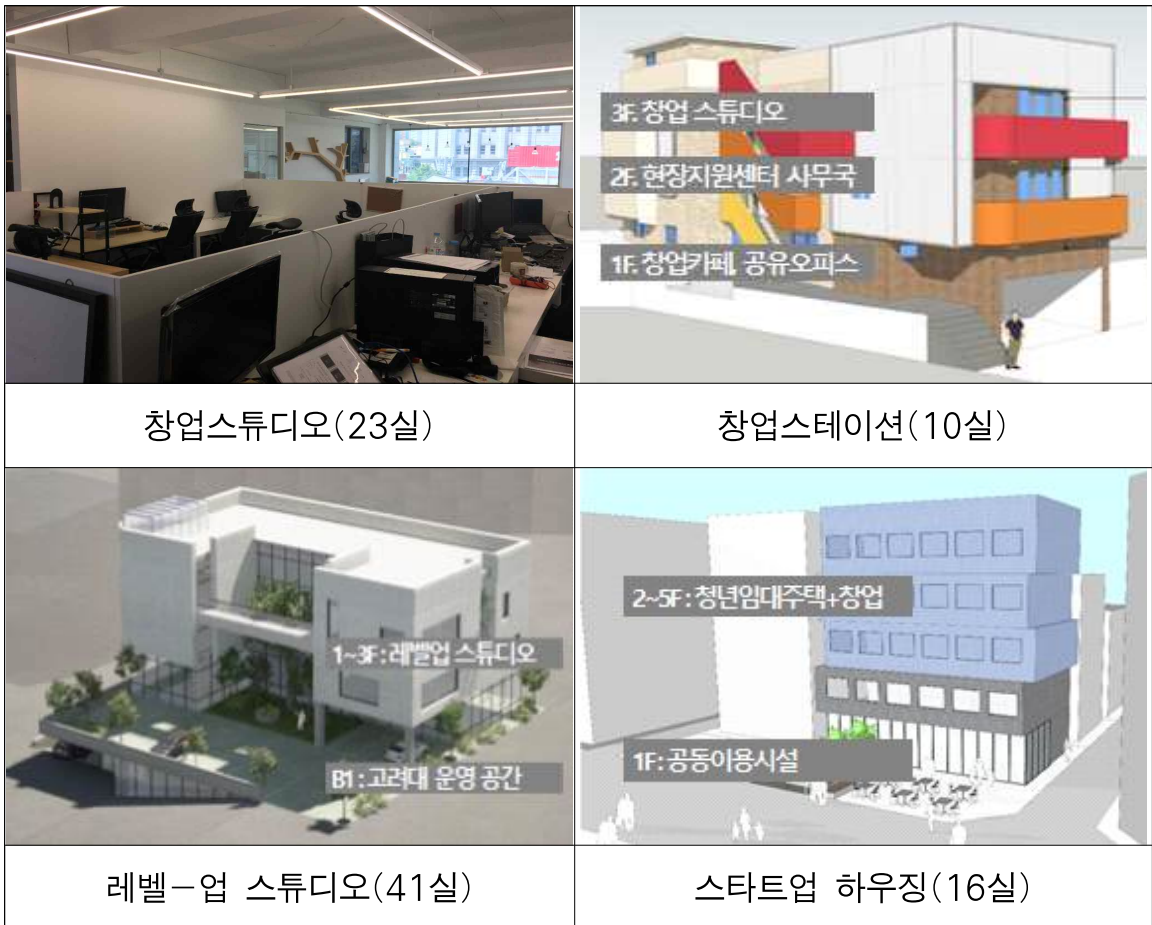 3F. 창업 스튜디오
2F. 현장지원센터 사무국
1F. 창업카페, 공유오피스
창업스튜디오(23실)
창업스테이션(10실)
1~3F : 레벨업 스튜디오
B1 : 고려대 운영 공간
2~5F : 청년임대주택+창업
1F : 공동이용시설
레벨-업 스튜디오(41실)
스타트업 하우징(16실)